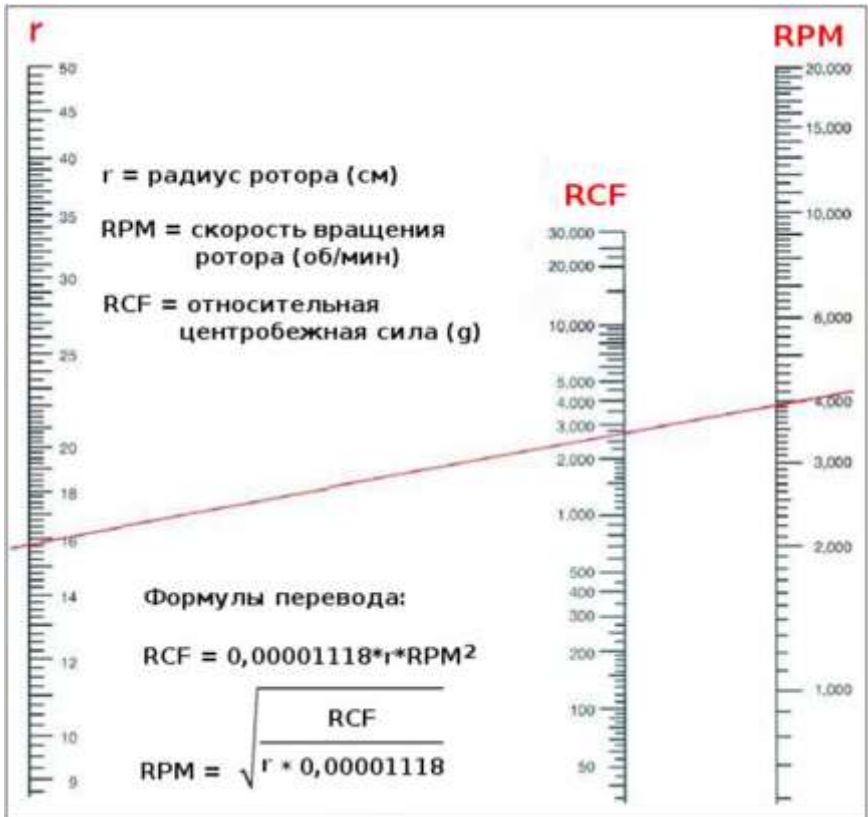 r
RPM
RCF
r = радиус ротора (см)
RPM = скорость вращения
ротора (об/мин)
RCF = относительная
центробежная сила (g)
50
45
40
35
30
25
20
18
16
14
12
10
9
30,000
20,000
10,000
5,000
4,000
3,000
2,000
1,000
500
400
300
200
100
50
20,000
15,000
10,000
6,000
4,000
3,000
2,000
1,000
Формулы перевода:
RCF = 0,00001118*r*RPM²
RCF
RPM = √
r * 0,00001118